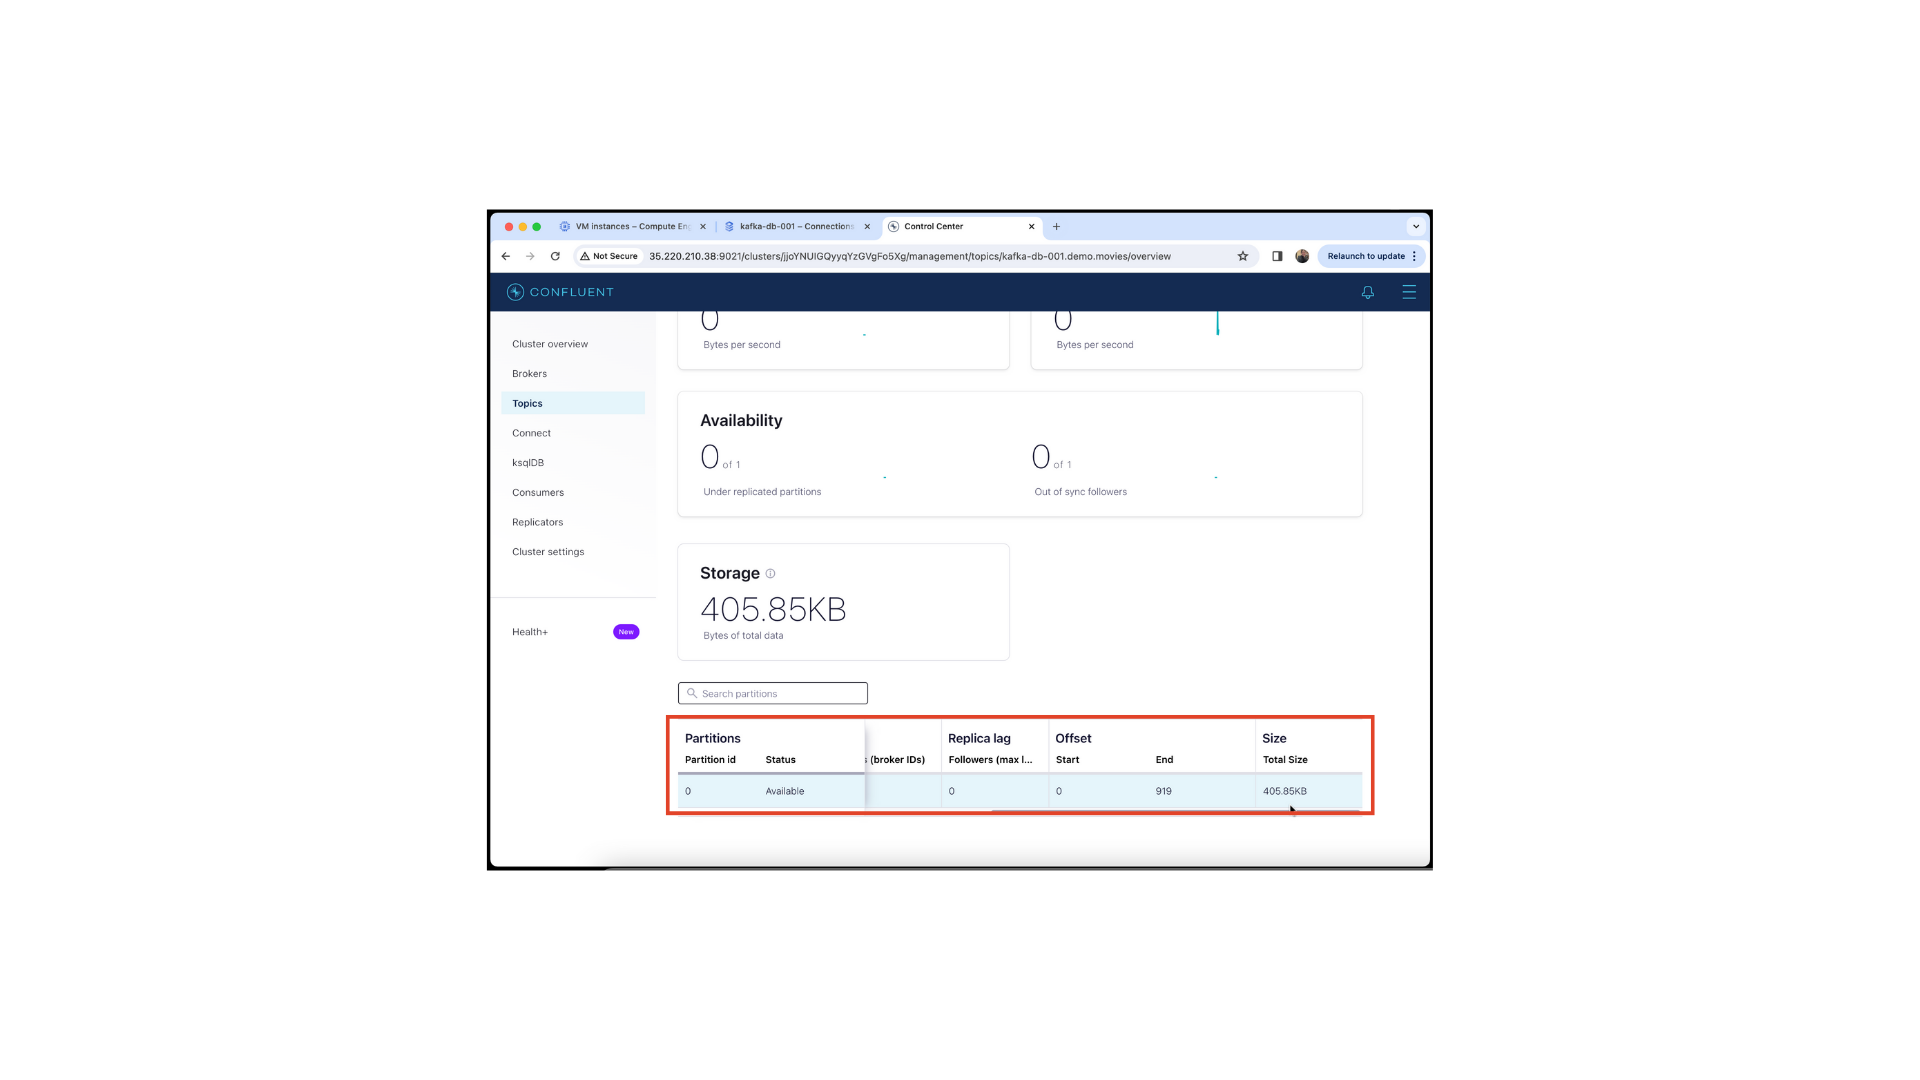 VM instances – Compute Eng
kafka-db-001 – Connections
Control Center
Not Secure
35.220.210.38:9021/clusters/jjoYNUIGQyyqYzGVgFo5Xg/management/topics/kafka-db-001.demo.movies/overview
Relaunch to update
CONFLUENT
Cluster overview
Brokers
Topics
Connect
ksqlDB
Consumers
Replicators
Cluster settings
Health+
New
0
Bytes per second
0
Bytes per second
Availability
0 of 1
Under replicated partitions
0 of 1
Out of sync followers
Storage
405.85KB
Bytes of total data
Search partitions
Partitions Replica lag Offset Size
Partition id Status (broker IDs) Followers (max l... Start End Total Size
0 Available 0 0 919 405.85KB